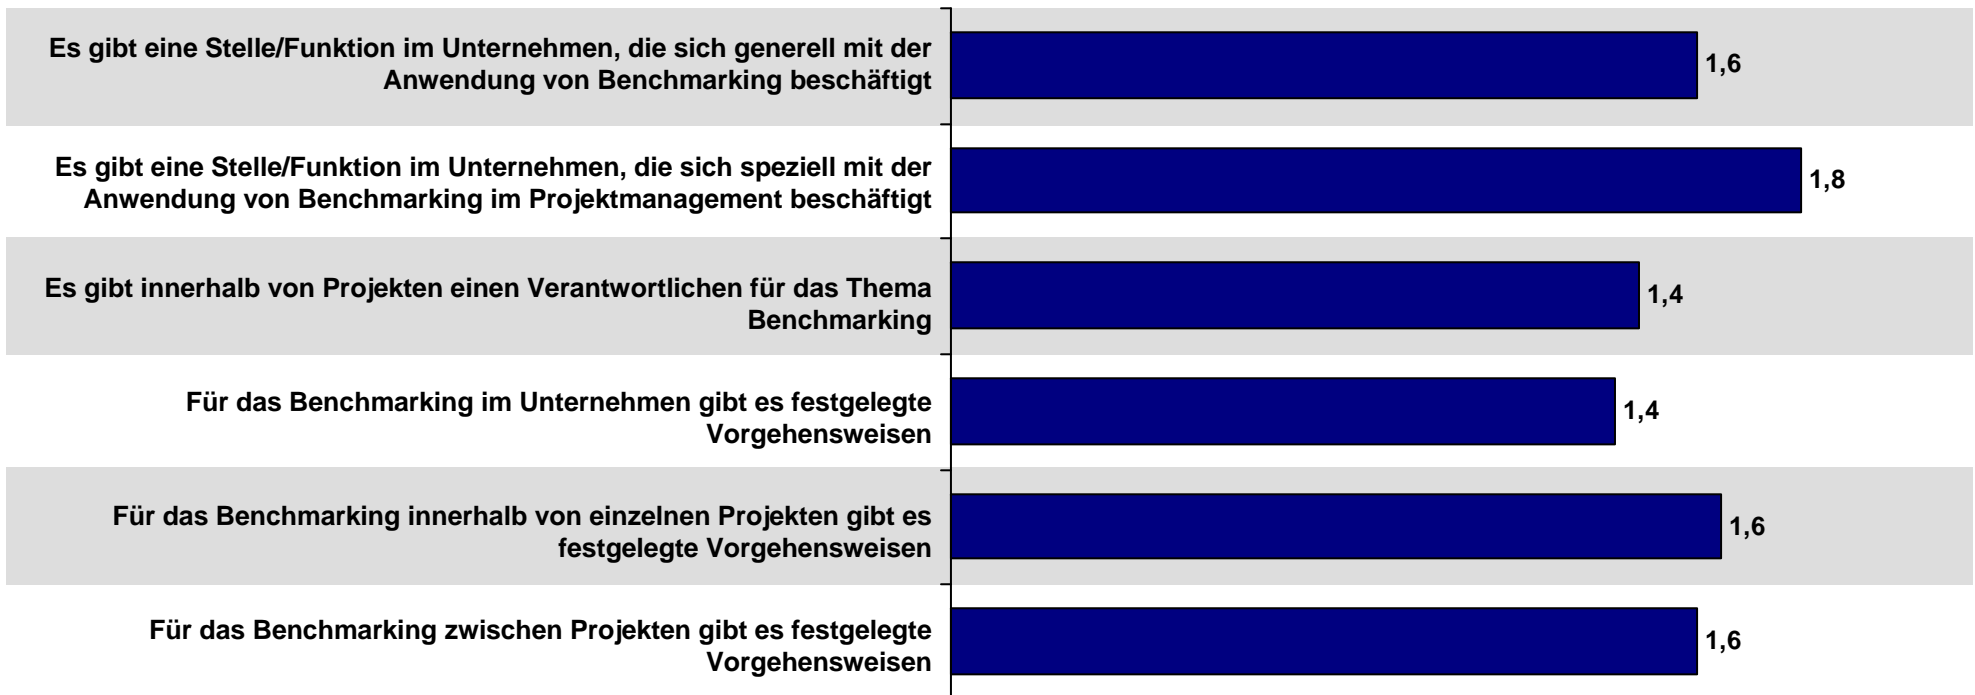 Es gibt eine Stelle/Funktion im Unternehmen, die sich generell mit der
Anwendung von Benchmarking beschäftigt
1,6
Es gibt eine Stelle/Funktion im Unternehmen, die sich speziell mit der
Anwendung von Benchmarking im Projektmanagement beschäftigt
1,8
Es gibt innerhalb von Projekten einen Verantwortlichen für das Thema
Benchmarking
1,4
Für das Benchmarking im Unternehmen gibt es festgelegte
Vorgehensweisen
1,4
Für das Benchmarking innerhalb von einzelnen Projekten gibt es
festgelegte Vorgehensweisen
1,6
Für das Benchmarking zwischen Projekten gibt es festgelegte
Vorgehensweisen
1,6